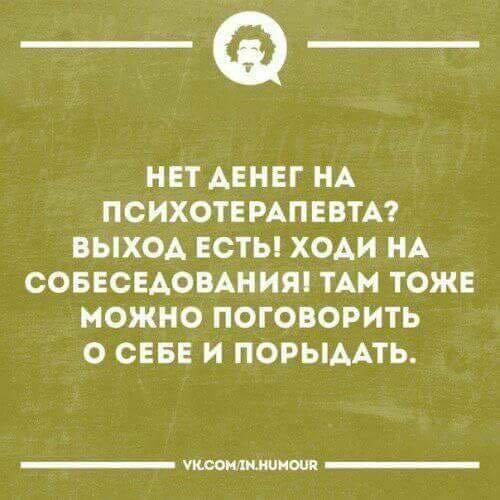 НЕТ ДЕНЕГ НА
ПСИХОТЕРАПЕВТА?
ВЫХОД ЕСТЬ! ХОДИ НА
СОБЕСЕДОВАНИЯ! ТАМ ТОЖЕ
МОЖНО ПОГОВОРИТЬ
О СЕБЕ И ПОРЫДАТЬ.
VK.COM/IN.HUMOUR